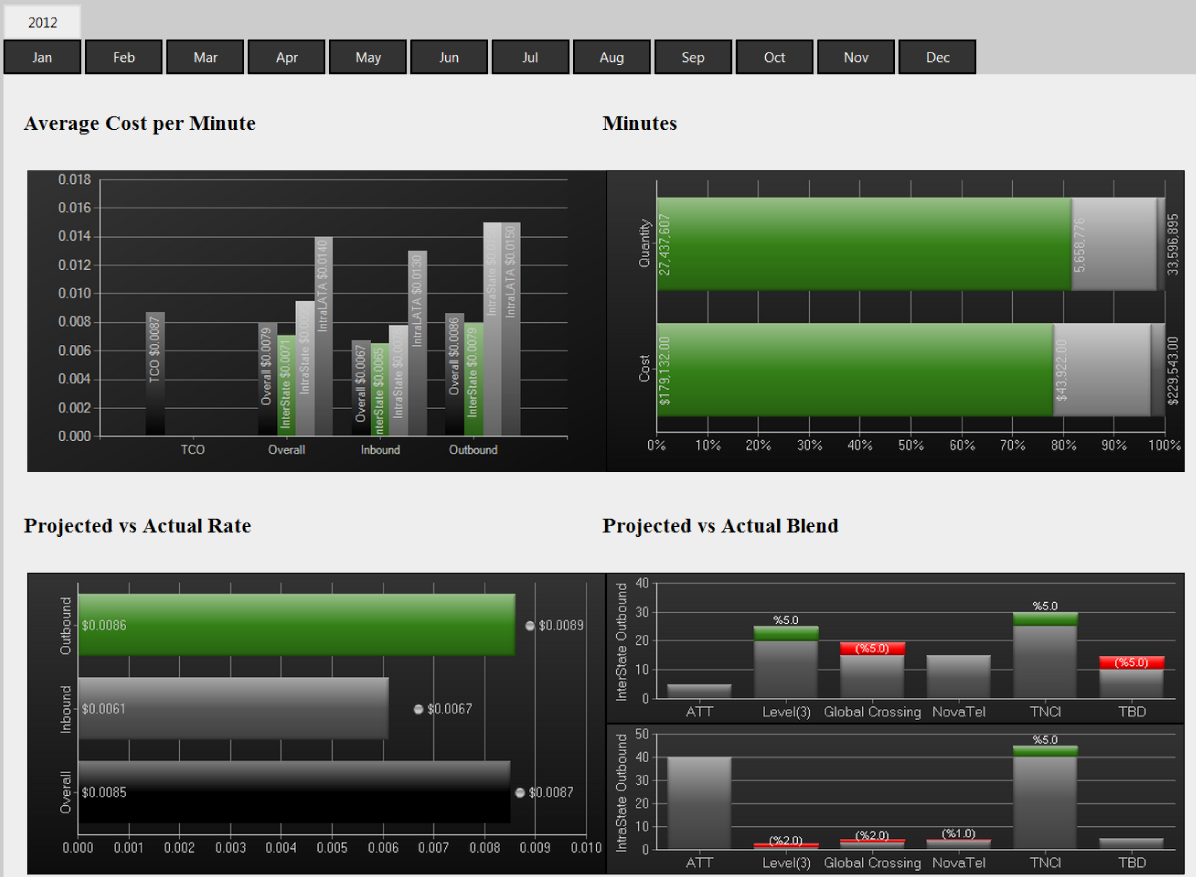 2012
Jan Feb Mar Apr May Jun Jul Aug Sep Oct Nov Dec
Average Cost per Minute
0.018
0.016
0.014
0.012
0.010
0.008
0.006
0.004
0.002
0.000
TCO $0.0087
Overall $0.0079
InterState $0.0071
IntraState
IntraLATA $0.0140
Overall $0.0067
InterState $0.0065
IntraState
IntraLATA $0.0130
Overall $0.0086
InterState $0.0079
IntraState
IntraLATA $0.0150
TCO Overall Inbound Outbound
Minutes
Quantity
27,437,607
5,658,776
33,596,895
Cost
$179,132.00
$43,922.00
$229,543.00
0% 10% 20% 30% 40% 50% 60% 70% 80% 90% 100%
Projected vs Actual Rate
Outbound
$0.0086
$0.0089
Inbound
$0.0061
$0.0067
Overall
$0.0085
$0.0087
0.000 0.001 0.002 0.003 0.004 0.005 0.006 0.007 0.008 0.009 0.010
Projected vs Actual Blend
InterState Outbound
40
30
20
10
0
%5.0
(%5.0)
%5.0
(%5.0)
ATT Level(3) Global Crossing NovaTel TNCI TBD
IntraState Outbound
50
40
30
20
10
0
(%2.0)
(%2.0)
(%1.0)
%5.0
ATT Level(3) Global Crossing NovaTel TNCI TBD